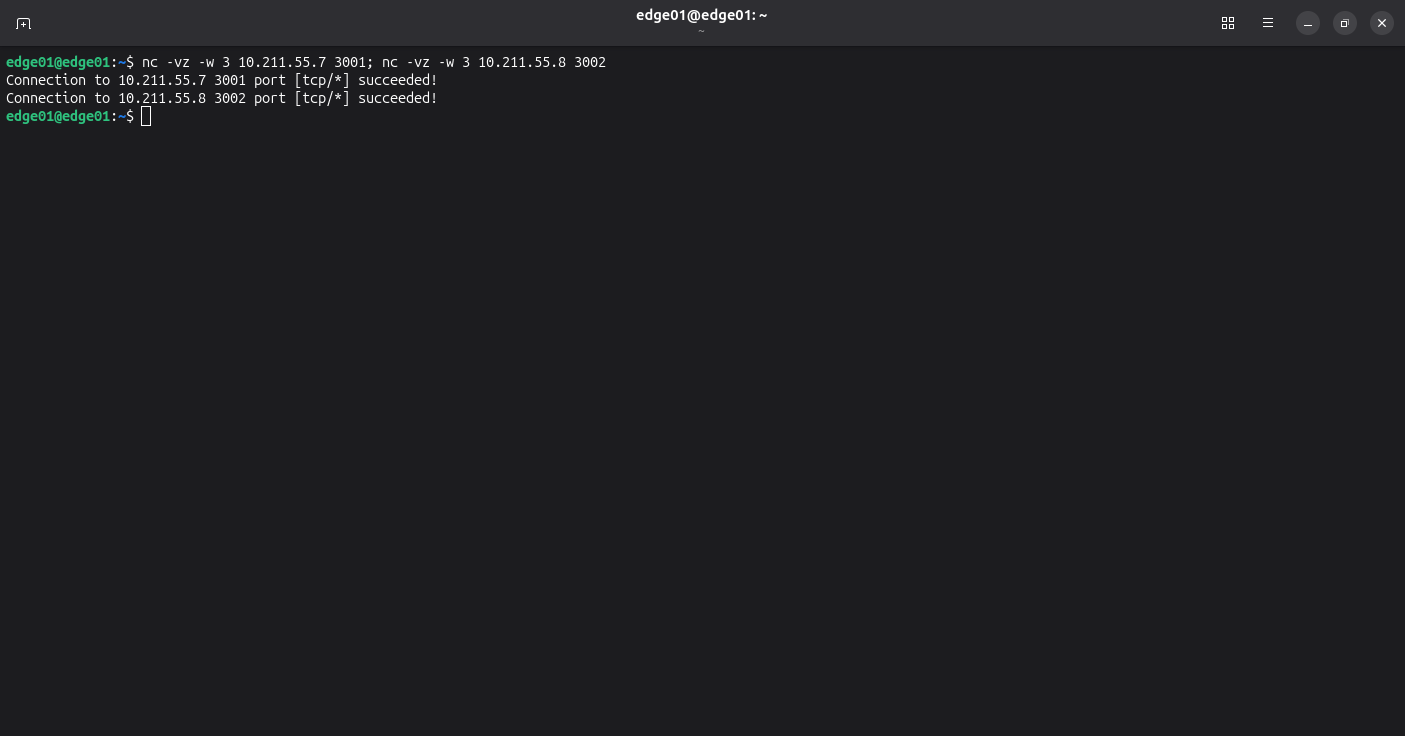 edge01@edge01: ~
~
edge01@edge01:~$ nc -vz -w 3 10.211.55.7 3001; nc -vz -w 3 10.211.55.8 3002
Connection to 10.211.55.7 3001 port [tcp/*] succeeded!
Connection to 10.211.55.8 3002 port [tcp/*] succeeded!
edge01@edge01:~$